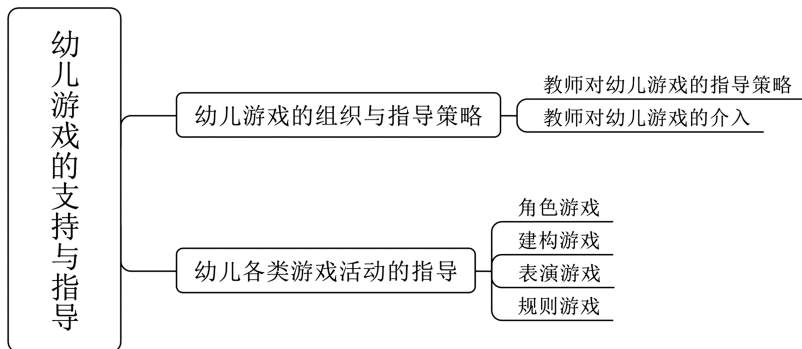 幼儿游戏的支持与指导
幼儿游戏的组织与指导策略
教师对幼儿游戏的指导策略
教师对幼儿游戏的介入
幼儿各类游戏活动的指导
角色游戏
建构游戏
表演游戏
规则游戏